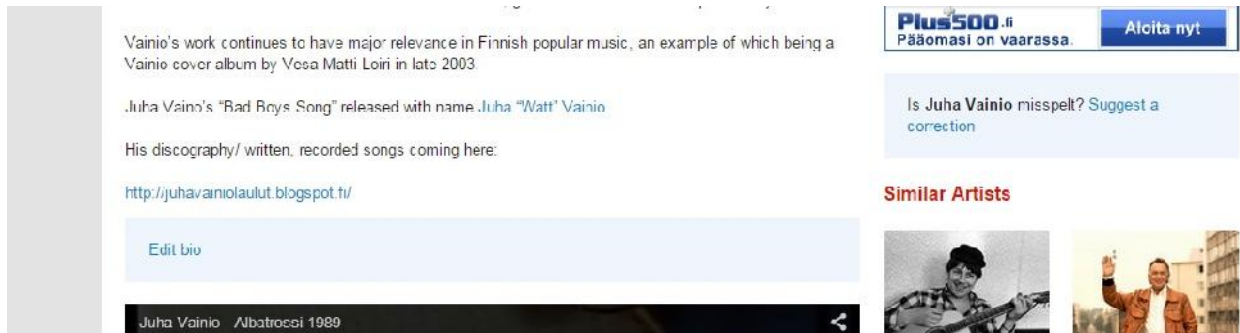 Vainio's work continues to have major relevance in Finnish popular music, an example of which being a
Vainio cover album by Vesa Matti Loiri in late 2003.
Juha Vaino's "Bad Boys Song" released with name Juha "Watt" Vainio
His discography/ written, recorded songs coming here:
http://juhavainiolaulut.blogspot.fi/
Edit bio
Juha Vainio Albatrossi 1989
Plus500.fi
Pääomasi on vaarassa.
Aloita nyt
Is Juha Vainio misspelt? Suggest a
correction
Similar Artists